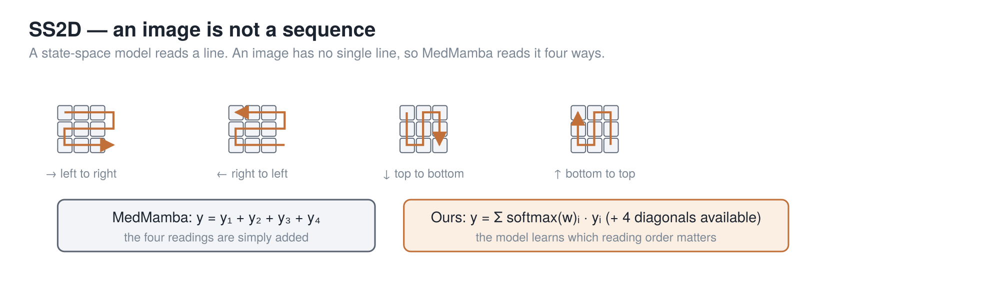 SS2D — an image is not a sequence
A state-space model reads a line. An image has no single line, so MedMamba reads it four ways.
→ left to right
← right to left
↓ top to bottom
↑ bottom to top
MedMamba: y = y₁ + y₂ + y₃ + y₄
the four readings are simply added
Ours: y = Σ softmax(w)ᵢ · yᵢ (+ 4 diagonals available)
the model learns which reading order matters